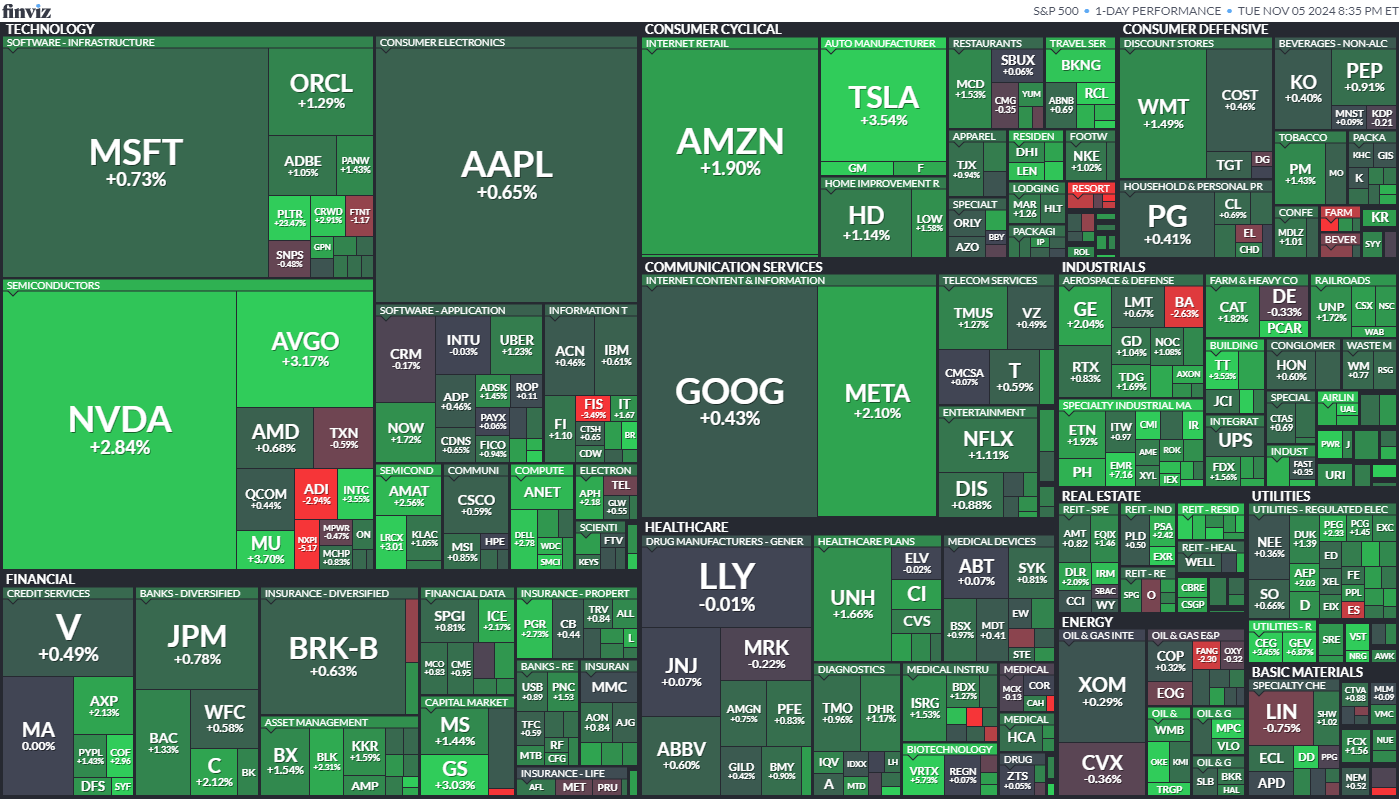 finviz
S&P 500 • 1-DAY PERFORMANCE • TUE NOV 05 2024 8:35 PM ET
TECHNOLOGY
SOFTWARE - INFRASTRUCTURE
MSFT
+0.73%
ORCL
+1.29%
ADBE
+1.05%
PANW
+1.43%
PLTR
+23.47%
CRWD
+2.91%
FTNT
-1.17
SNPS
-0.48%
GPN
CONSUMER ELECTRONICS
AAPL
+0.65%
SEMICONDUCTORS
NVDA
+2.84%
AVGO
+3.17%
AMD
+0.68%
TXN
-0.59%
QCOM
+0.44%
ADI
-2.94%
INTC
+3.55%
MU
+3.70%
NXPI
-5.17
MPWR
-0.47%
ON
MCHP
+0.83%
SOFTWARE - APPLICATION
CRM
-0.17%
INTU
-0.03%
UBER
+1.23%
NOW
+1.72%
ADP
+0.46%
ADSK
+1.45%
ROP
+0.11
PAYX
+0.06%
CDNS
+0.65%
FICO
+0.94%
INFORMATION T
ACN
+0.46%
IBM
+0.61%
FI
+1.10
FIS
-3.49%
IT
+1.67
CTSH
+0.65
BR
CDW
SEMICOND
AMAT
+2.56%
LRCX
+3.01
KLAC
+1.05%
COMMUNI
CSCO
+0.59%
MSI
+0.85%
HPE
COMPUTE
ANET
DELL
+2.78
WDC
SMCI
ELECTRON
APH
+2.18
TEL
GLW
+0.55
SCIENTI
FTV
KEYS
CONSUMER CYCLICAL
INTERNET RETAIL
AMZN
+1.90%
AUTO MANUFACTURER
TSLA
+3.54%
GM
F
HOME IMPROVEMENT R
HD
+1.14%
LOW
+1.58%
RESTAURANTS
MCD
+1.53%
SBUX
+0.06%
CMG
-0.35
YUM
TRAVEL SER
BKNG
ABNB
+0.69
RCL
APPAREL
TJX
+0.94%
RESIDEN
DHI
LEN
FOOTW
NKE
+1.02%
SPECIALT
ORLY
AZO
BBY
LODGING
MAR
+1.26
HLT
RESORT
PACKAGI
IP
ROL
CONSUMER DEFENSIVE
DISCOUNT STORES
WMT
+1.49%
COST
+0.46%
TGT
DG
BEVERAGES - NON-ALC
KO
+0.40%
PEP
+0.91%
MNST
+0.09%
KDP
-0.21
TOBACCO
PM
+1.43%
MO
PACKA
KHC
GIS
K
HOUSEHOLD & PERSONAL PR
PG
+0.41%
CL
+0.69%
EL
CHD
CONFE
MDLZ
+1.01
FARM
BEVER
KR
SYY
COMMUNICATION SERVICES
INTERNET CONTENT & INFORMATION
GOOG
+0.43%
META
+2.10%
TELECOM SERVICES
TMUS
+1.27%
VZ
+0.49%
CMCSA
+0.07%
T
+0.59%
ENTERTAINMENT
NFLX
+1.11%
DIS
+0.88%
INDUSTRIALS
AEROSPACE & DEFENSE
GE
+2.04%
LMT
+0.67%
BA
-2.63%
RTX
+0.83%
GD
+1.04%
NOC
+1.08%
TDG
+1.69%
AXON
FARM & HEAVY CO
CAT
+1.82%
DE
-0.33%
PCAR
RAILROADS
UNP
+1.72%
CSX
NSC
WAB
SPECIALTY INDUSTRIAL MA
ETN
+1.92%
ITW
+0.97
CMI
IR
PH
EMR
+7.16
AME
ROK
XYL
IEX
BUILDING
TT
+3.53%
JCI
CONGLOMER
HON
+0.60%
WASTE M
WM
+0.77
RSG
INTEGRAT
UPS
FDX
+1.56%
SPECIAL
CTAS
+0.69
AIRLIN
UAL
PWR
J
INDUST
FAST
+0.35
URI
FINANCIAL
CREDIT SERVICES
V
+0.49%
MA
0.00%
AXP
+2.13%
PYPL
+1.43%
COF
+2.96
DFS
SYF
BANKS - DIVERSIFIED
JPM
+0.78%
BAC
+1.33%
WFC
+0.58%
C
+2.12%
BK
INSURANCE - DIVERSIFIED
BRK-B
+0.63%
ASSET MANAGEMENT
BX
+1.54%
BLK
+2.31%
KKR
+1.59%
AMP
FINANCIAL DATA
SPGI
+0.81%
ICE
+2.17%
MCO
+0.83
CME
+0.95
CAPITAL MARKET
MS
+1.44%
GS
+3.03%
INSURANCE - PROPERT
PGR
+2.73%
CB
+0.44
TRV
+0.84
ALL
L
BANKS - RE
USB
+0.89
PNC
+1.53
TFC
+0.59
RF
MTB
CFG
INSURAN
MMC
AON
+0.84
AJG
INSURANCE - LIFE
AFL
MET
PRU
HEALTHCARE
DRUG MANUFACTURERS - GENER
LLY
-0.01%
JNJ
+0.07%
MRK
-0.22%
ABBV
+0.60%
AMGN
+0.75%
PFE
+0.83%
GILD
+0.42%
BMY
+0.90%
HEALTHCARE PLANS
UNH
+1.66%
ELV
-0.02%
CI
CVS
MEDICAL DEVICES
ABT
+0.07%
SYK
+0.81%
BSX
+0.97%
MDT
+0.41
EW
STE
DIAGNOSTICS
TMO
+0.96%
DHR
+1.17%
IQV
IDXX
LH
A
MTD
MEDICAL INSTRU
ISRG
+1.53%
BDX
+1.27%
BIOTECHNOLOGY
VRTX
+5.73%
REGN
+0.07%
MEDICAL
MCK
-0.13
COR
CAH
MEDICAL
HCA
DRUG
ZTS
+0.05%
REAL ESTATE
REIT - SPE
AMT
+0.82
EQIX
+1.46
DLR
+2.09%
IRM
CCI
SBAC
WY
REIT - IND
PLD
+0.50
PSA
+2.42
EXR
REIT - RE
SPG
O
REIT - RESID
REIT - HEAL
WELL
CBRE
CSGP
UTILITIES
UTILITIES - REGULATED ELEC
NEE
+0.36%
DUK
+1.39
PEG
+2.33
PCG
+1.45
EXC
SO
+0.66%
AEP
+2.03
ED
XEL
FE
PPL
D
EIX
ES
UTILITIES - R
CEG
+3.45%
GEV
+6.87%
SRE
VST
NRG
AWK
ENERGY
OIL & GAS INTE
XOM
+0.29%
CVX
-0.36%
OIL & GAS E&P
COP
+0.32%
FANG
-2.30
OXY
-0.32
EOG
OIL &
WMB
OKE
KMI
TRGP
OIL & G
MPC
VLO
OIL & G
SLB
BKR
HAL
BASIC MATERIALS
SPECIALTY CHE
LIN
-0.75%
SHW
+1.02
ECL
DD
PPG
APD
CTVA
+0.88
MLM
+0.09
VMC
FCX
+1.56
NUE
NEM
+0.52